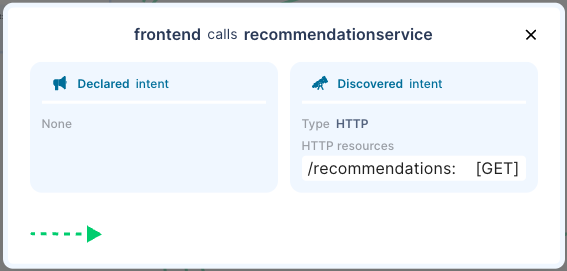 frontend calls recommendationservice
Declared intent
None
Discovered intent
Type HTTP
HTTP resources
/recommendations: [GET]